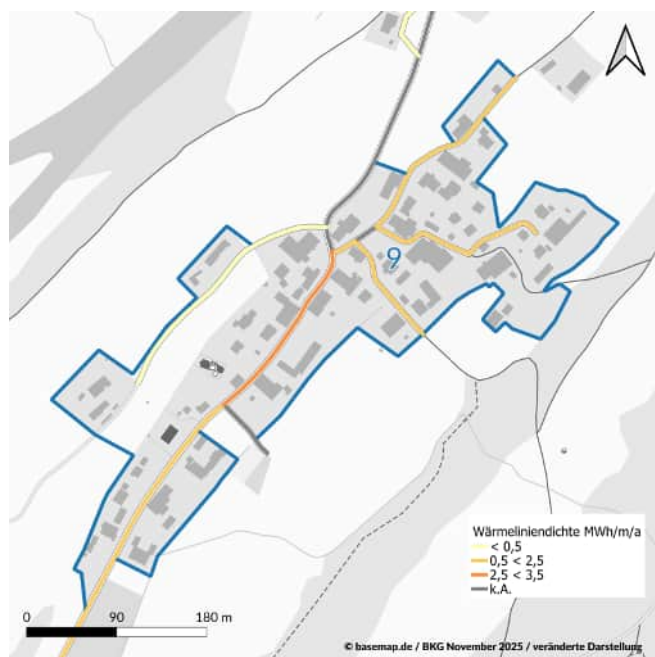 9
Wärmeliniendichte MWh/m/a
< 0,5
0,5 < 2,5
2,5 < 3,5
k.A.
0 90 180 m
© basemap.de / BKG November 2025 / veränderte Darstellung